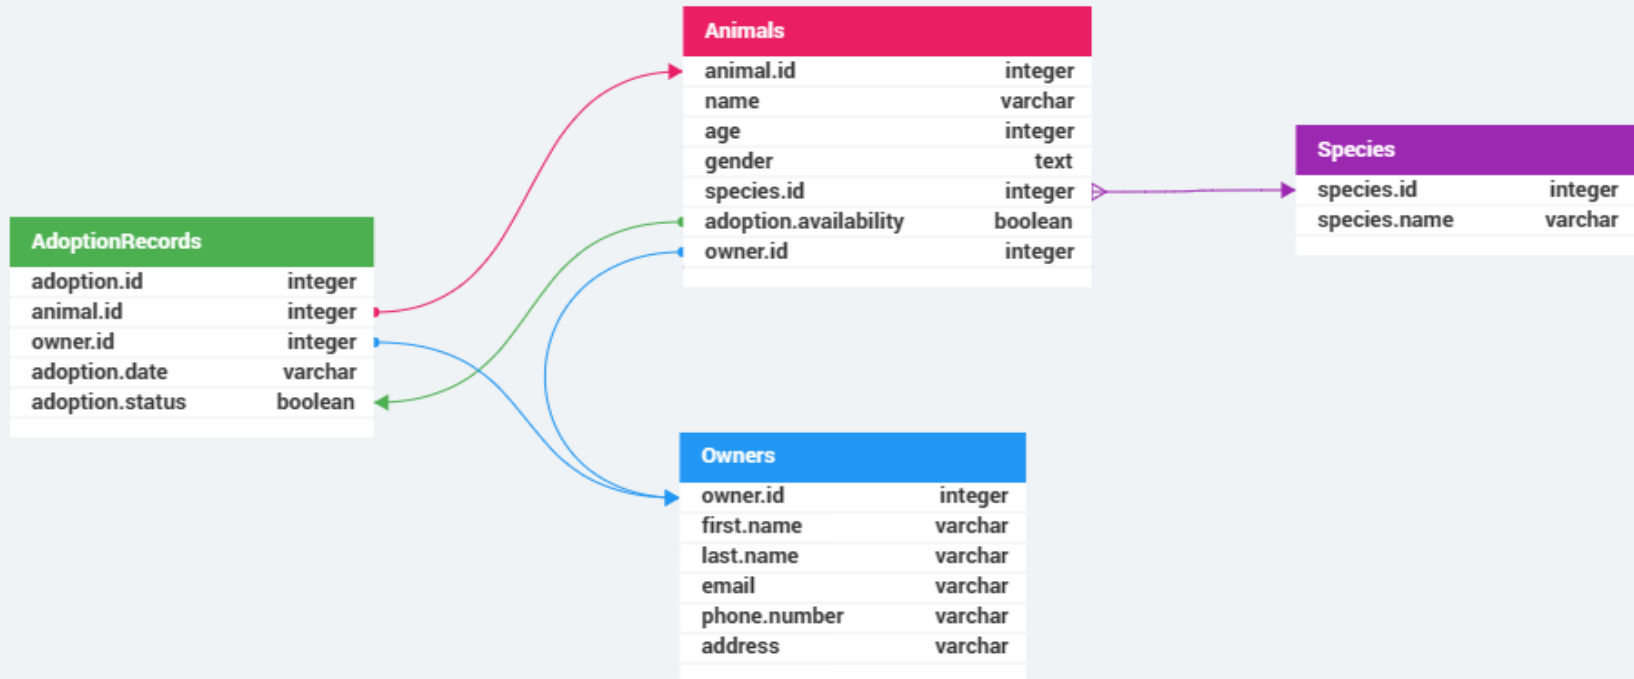 Animals
animal.id integer
name varchar
age integer
gender text
species.id integer
adoption.availability boolean
owner.id integer
Species
species.id integer
species.name varchar
AdoptionRecords
adoption.id integer
animal.id integer
owner.id integer
adoption.date varchar
adoption.status boolean
Owners
owner.id integer
first.name varchar
last.name varchar
email varchar
phone.number varchar
address varchar